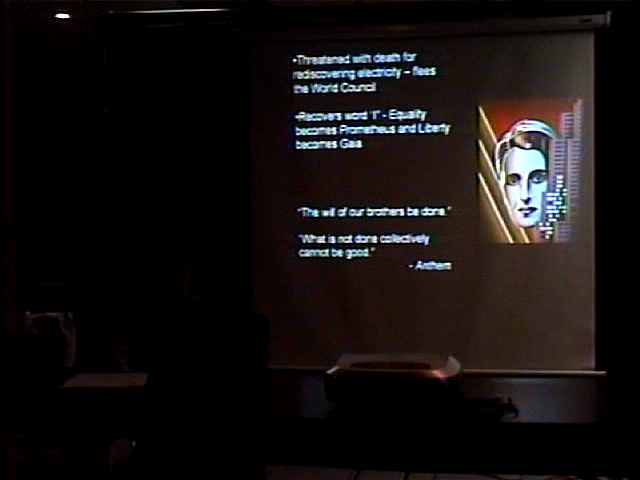 •Threatened with death for
rediscovering electricity – flees
the World Council
•Recovers word 'I' - Equality
becomes Prometheus and Liberty
becomes Gaia
"The will of our brothers be done."
"What is not done collectively
cannot be good."
- Anthem